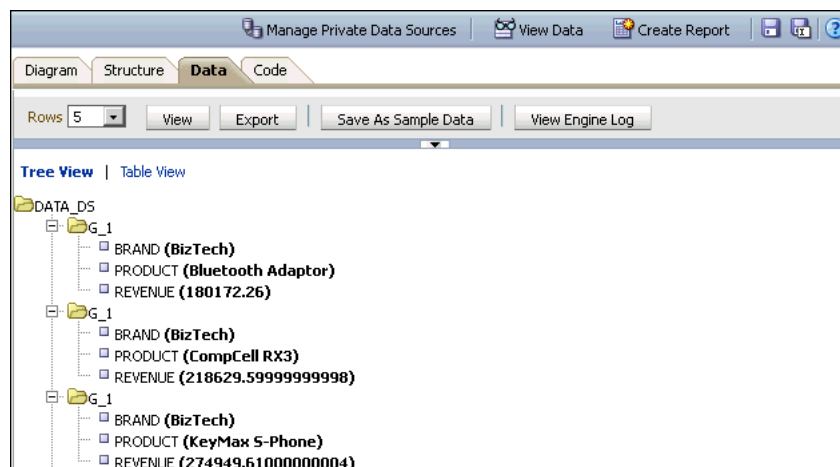 Manage Private Data Sources View Data Create Report
Diagram Structure Data Code
Rows 5 View Export Save As Sample Data View Engine Log
Tree View | Table View
DATA_DS
G_1
BRAND (BizTech)
PRODUCT (Bluetooth Adaptor)
REVENUE (180172.26)
G_1
BRAND (BizTech)
PRODUCT (CompCell RX3)
REVENUE (218629.59999999998)
G_1
BRAND (BizTech)
PRODUCT (KeyMax S-Phone)
REVENUE (274949.61000000004)